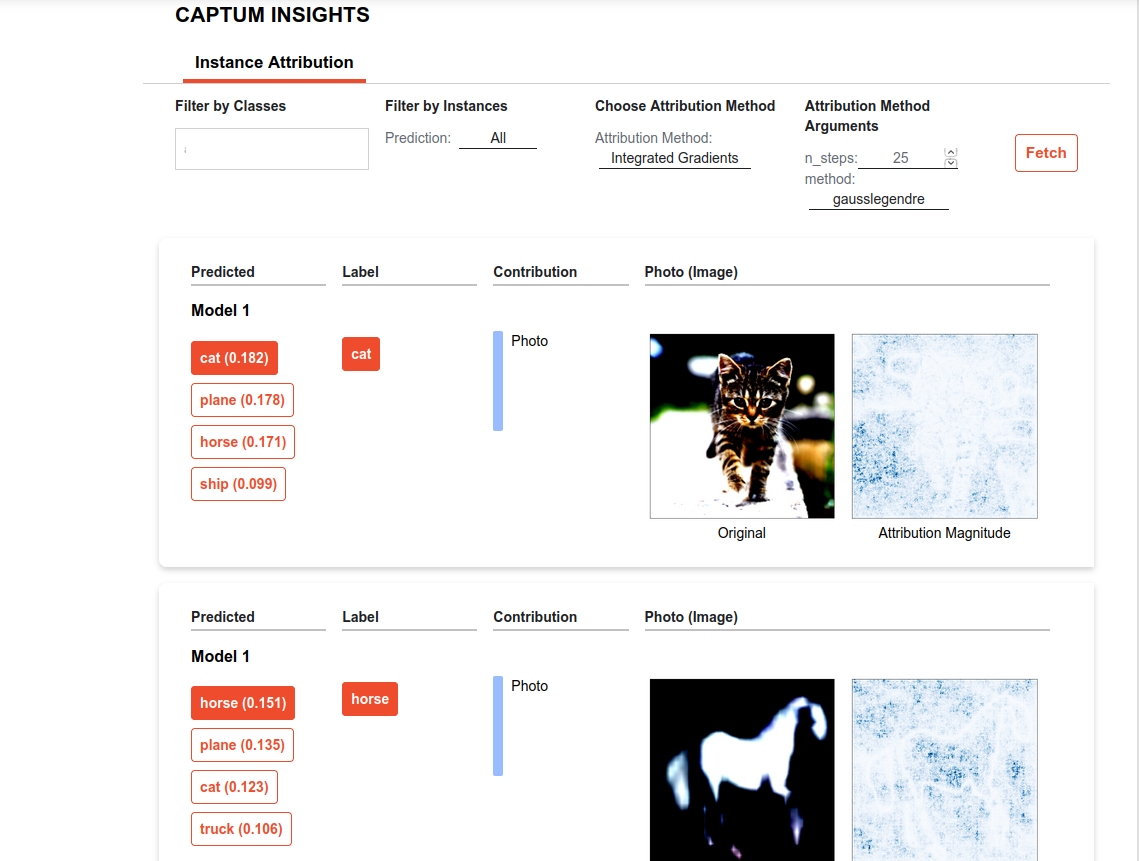 CAPTUM INSIGHTS
Instance Attribution
Filter by Classes
Filter by Instances
Prediction: All
Choose Attribution Method
Attribution Method:
Integrated Gradients
Attribution Method
Arguments
n_steps: 25
method:
gausslegendre
Fetch
Predicted Label Contribution Photo (Image)
Model 1
cat (0.182)
plane (0.178)
horse (0.171)
ship (0.099)
cat
Photo
Original
Attribution Magnitude
Predicted Label Contribution Photo (Image)
Model 1
horse (0.151)
plane (0.135)
cat (0.123)
truck (0.106)
horse
Photo